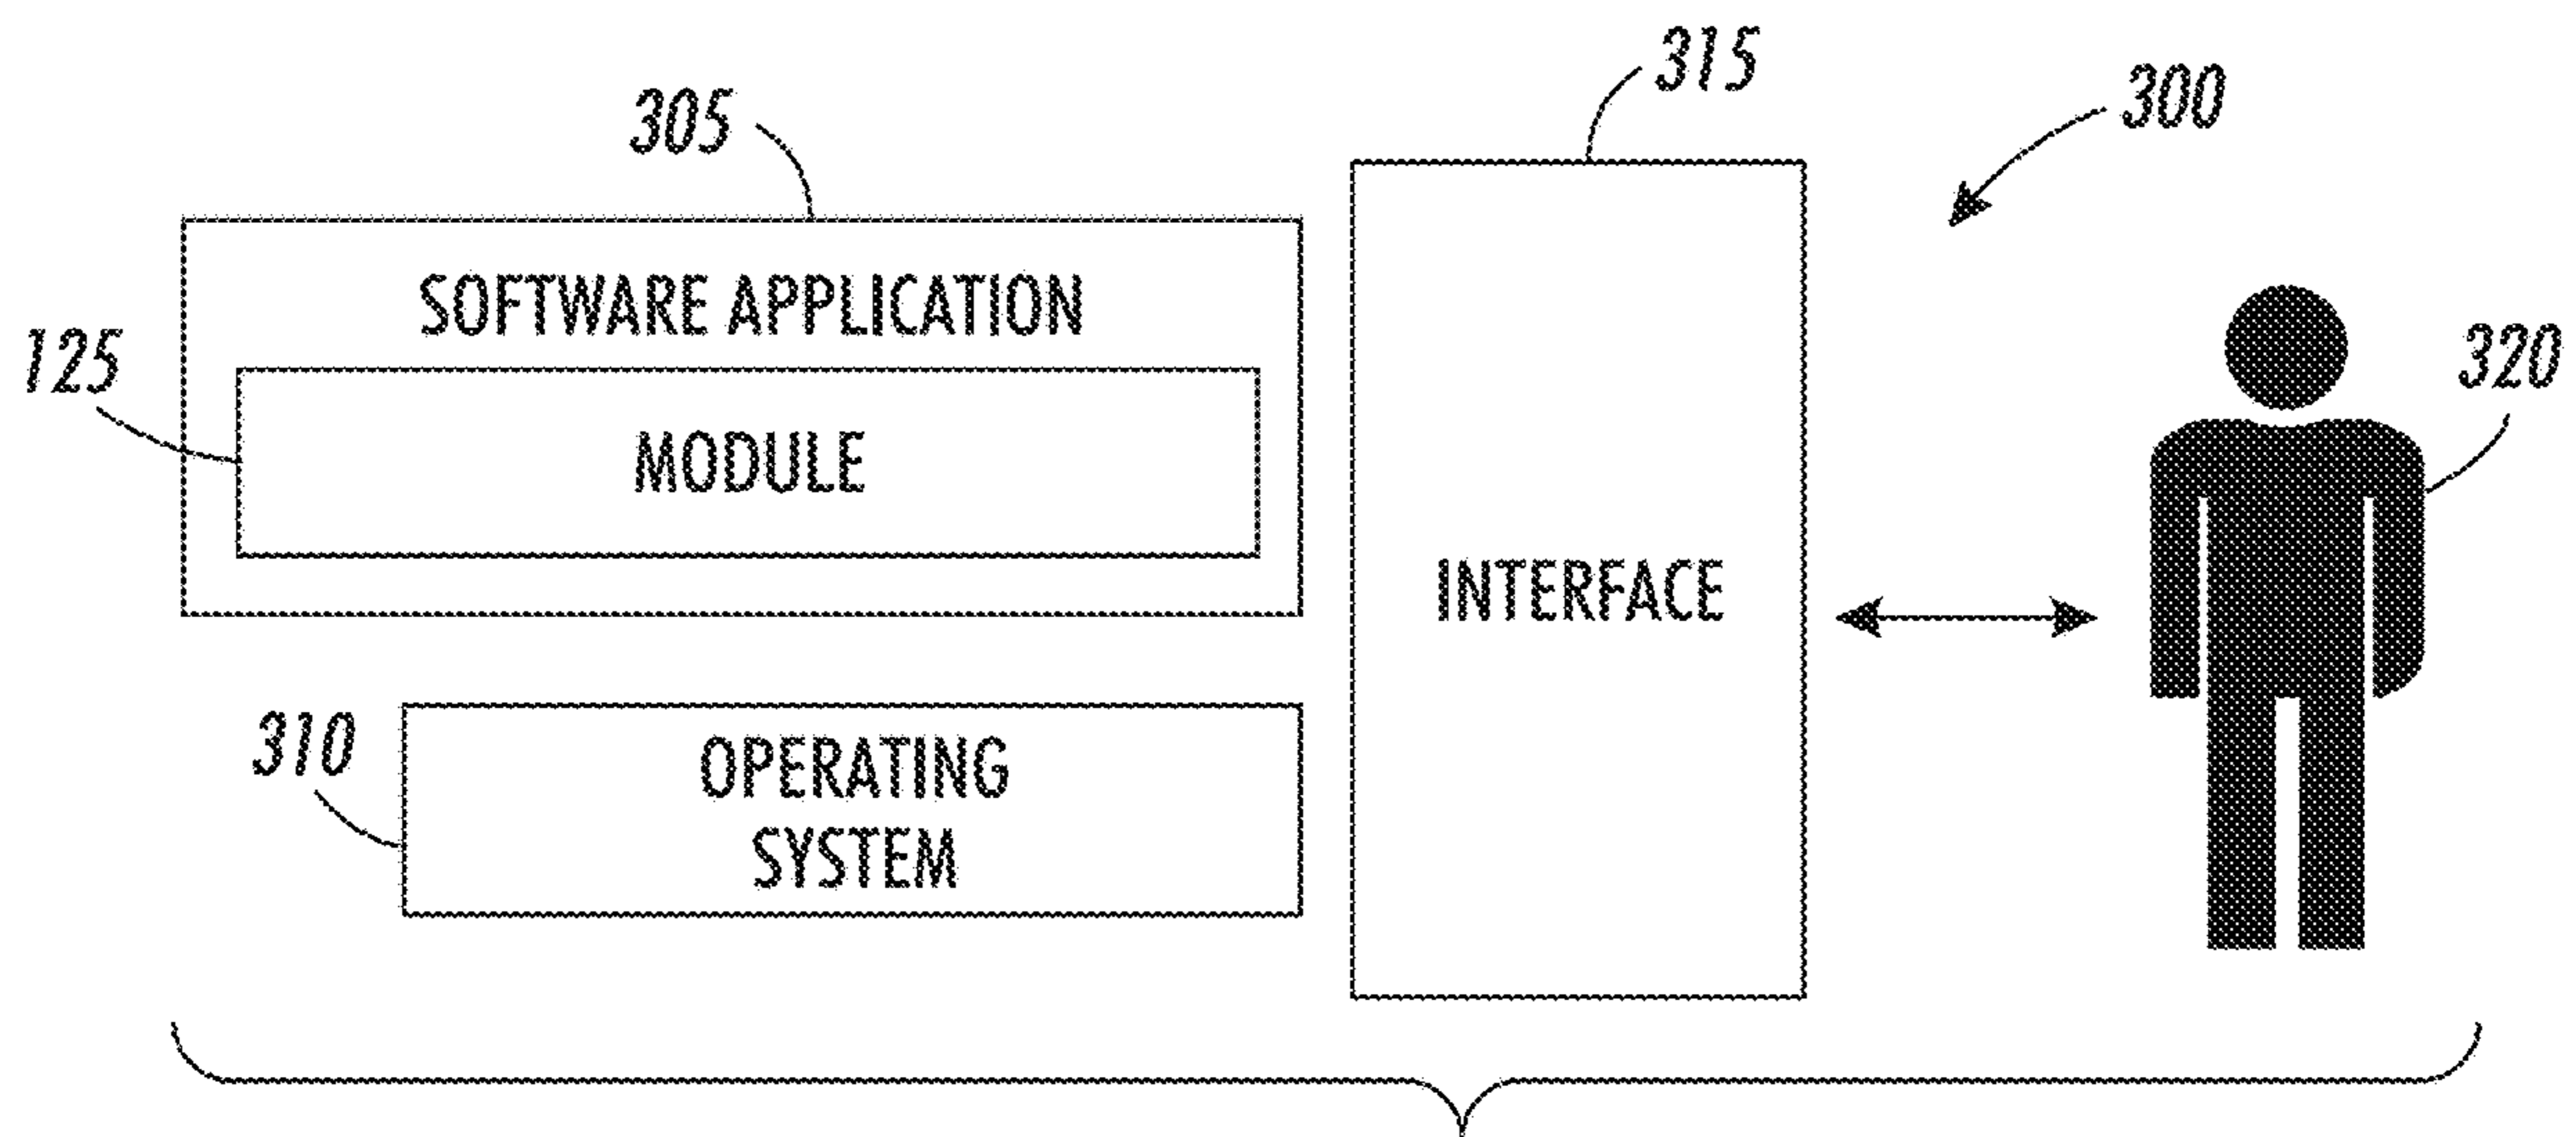 315
300
305
SOFTWARE APPLICATION
125
320
MODULE
INTERFACE
310
OPERATING
SYSTEM